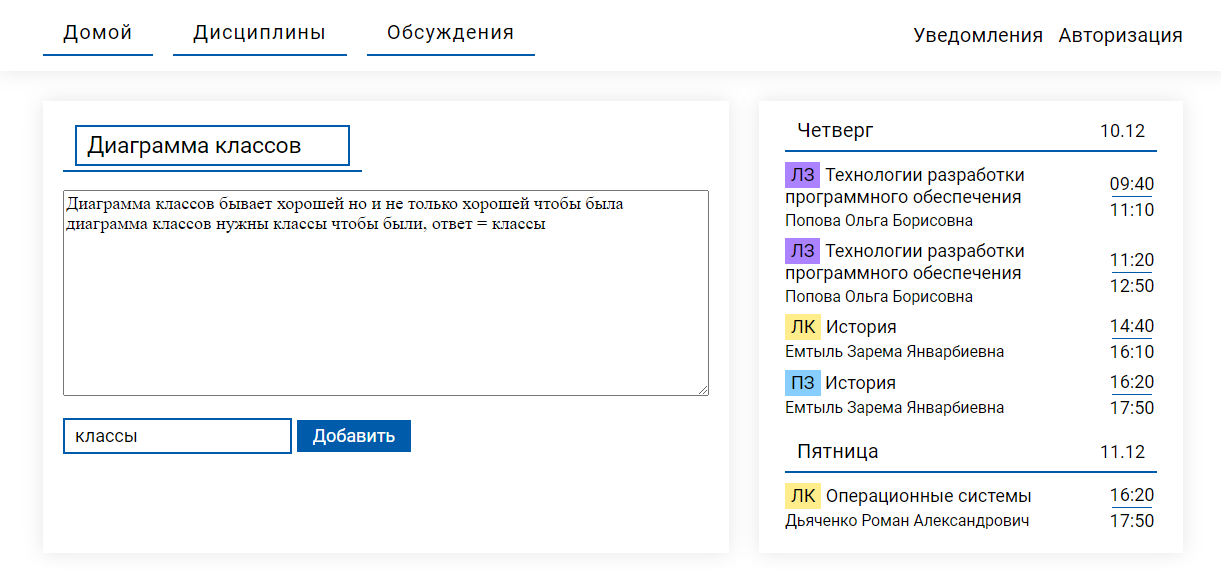 Домой Дисциплины Обсуждения Уведомления Авторизация
Диаграмма классов
Диаграмма классов бывает хорошей но и не только хорошей чтобы была
диаграмма классов нужны классы чтобы были, ответ = классы
классы Добавить
Четверг 10.12
ЛЗ Технологии разработки
программного обеспечения
Попова Ольга Борисовна
09:40
11:10
ЛЗ Технологии разработки
программного обеспечения
Попова Ольга Борисовна
11:20
12:50
ЛК История 14:40
Емтыль Зарема Январбиевна 16:10
ПЗ История 16:20
Емтыль Зарема Январбиевна 17:50
Пятница 11.12
ЛК Операционные системы 16:20
Дьяченко Роман Александрович 17:50